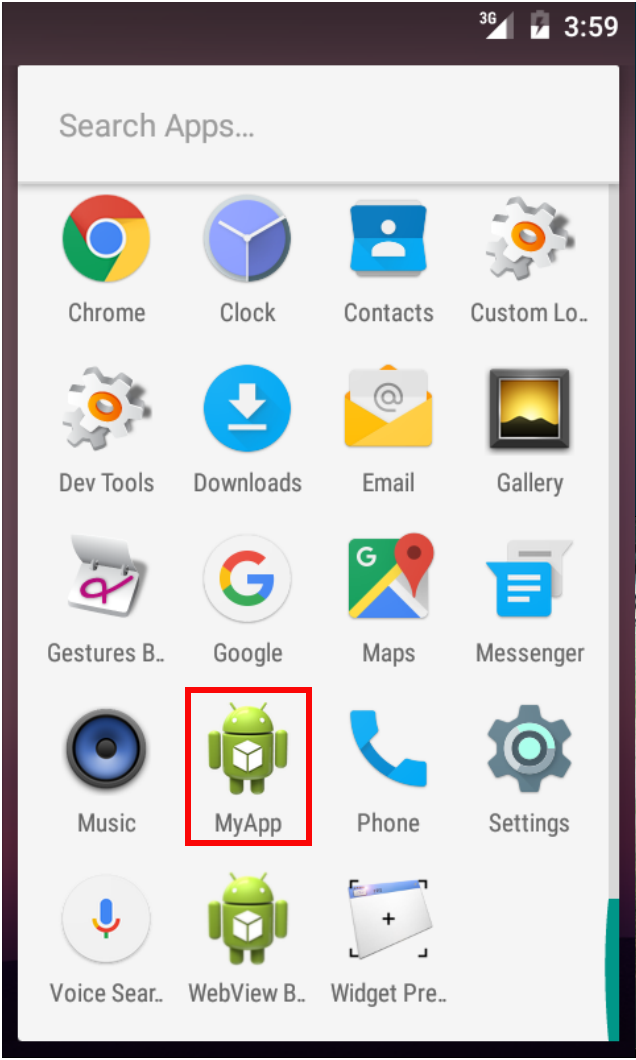 3G 3:59
Search Apps...
Chrome Clock Contacts Custom Lo..
Dev Tools Downloads Email Gallery
Gestures B.. Google Maps Messenger
Music MyApp Phone Settings
Voice Sear.. WebView B.. Widget Pre..